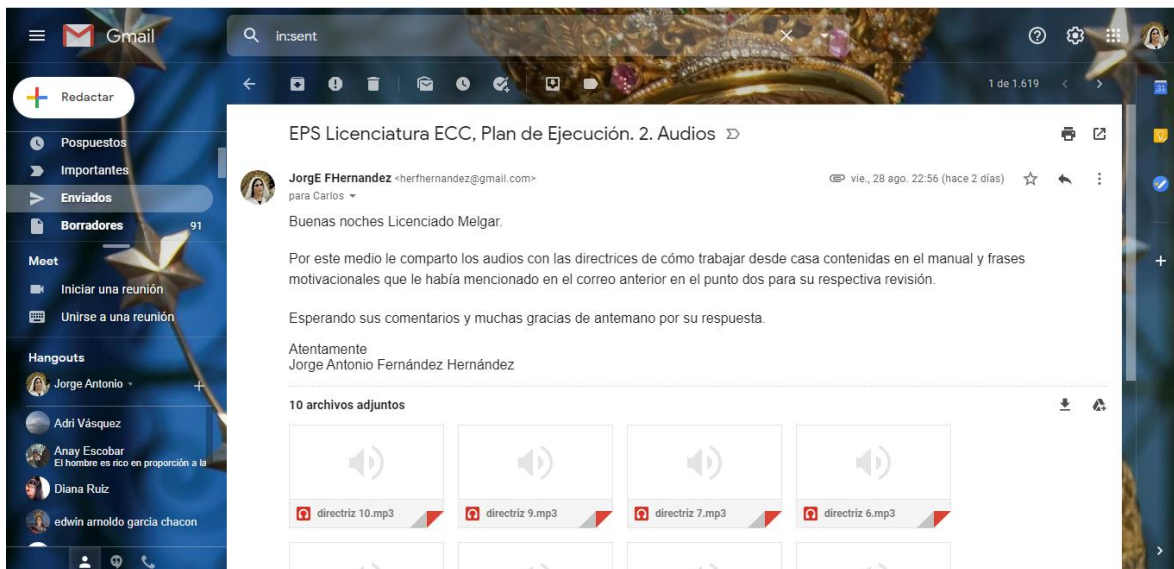 Gmail
in:sent
Redactar
1 de 1.619
31
Pospuestos
Importantes
Enviados
Borradores 91
Meet
Iniciar una reunión
Unirse a una reunión
Hangouts
Jorge Antonio
Adri Vásquez
Anay Escobar
El hombre es rico en proporción a la
Diana Ruiz
edwin arnoldo garcia chacon
EPS Licenciatura ECC, Plan de Ejecución. 2. Audios
JorgE FHernandez <herfhernandez@gmail.com>
vie., 28 ago. 22:56 (hace 2 días)
para Carlos
Buenas noches Licenciado Melgar.
Por este medio le comparto los audios con las directrices de cómo trabajar desde casa contenidas en el manual y frases
motivacionales que le había mencionado en el correo anterior en el punto dos para su respectiva revisión.
Esperando sus comentarios y muchas gracias de antemano por su respuesta.
Atentamente
Jorge Antonio Fernández Hernández
10 archivos adjuntos
directriz 10.mp3
directriz 9.mp3
directriz 7.mp3
directriz 6.mp3